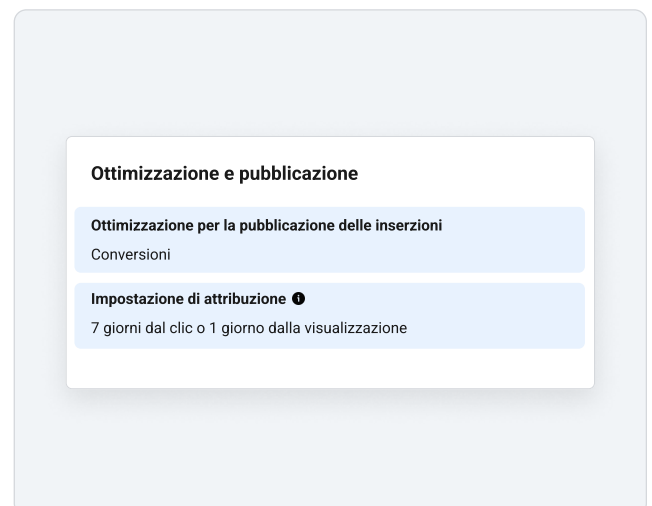 Ottimizzazione e pubblicazione
Ottimizzazione per la pubblicazione delle inserzioni
Conversioni
Impostazione di attribuzione
7 giorni dal clic o 1 giorno dalla visualizzazione